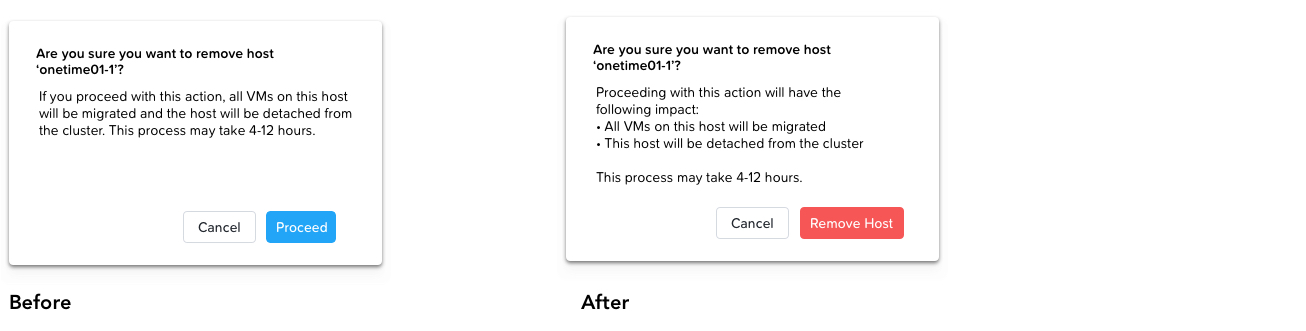 Are you sure you want to remove host
‘onetime01-1’?
If you proceed with this action, all VMs on this host
will be migrated and the host will be detached from
the cluster. This process may take 4-12 hours.
Cancel
Proceed
Before
Are you sure you want to remove host
‘onetime01-1’?
Proceeding with this action will have the
following impact:
• All VMs on this host will be migrated
• This host will be detached from the cluster
This process may take 4-12 hours.
Cancel
Remove Host
After